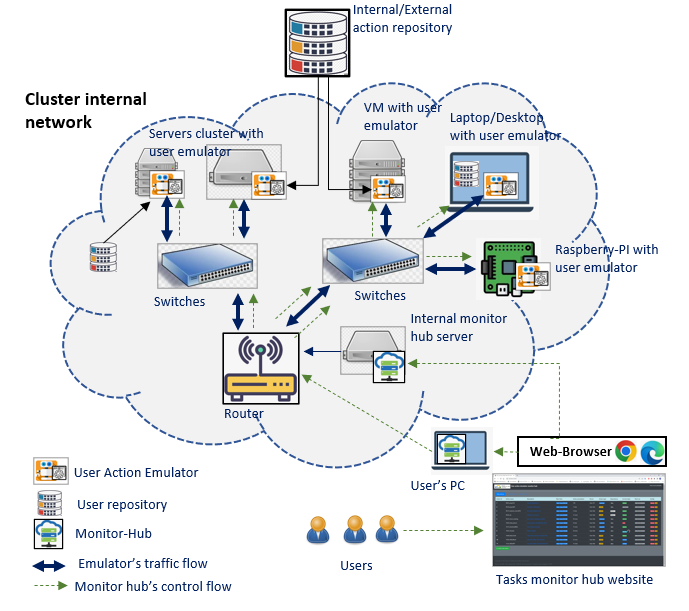 Internal/External
action repository
Cluster internal
network
Servers cluster with
user emulator
VM with user
emulator
Laptop/Desktop
with user emulator
Raspberry-PI with
user emulator
Switches
Switches
Internal monitor
hub server
Router
Web-Browser
User's PC
User Action Emulator
User repository
Monitor-Hub
Emulator's traffic flow
Monitor hub's control flow
Users
Tasks monitor hub website